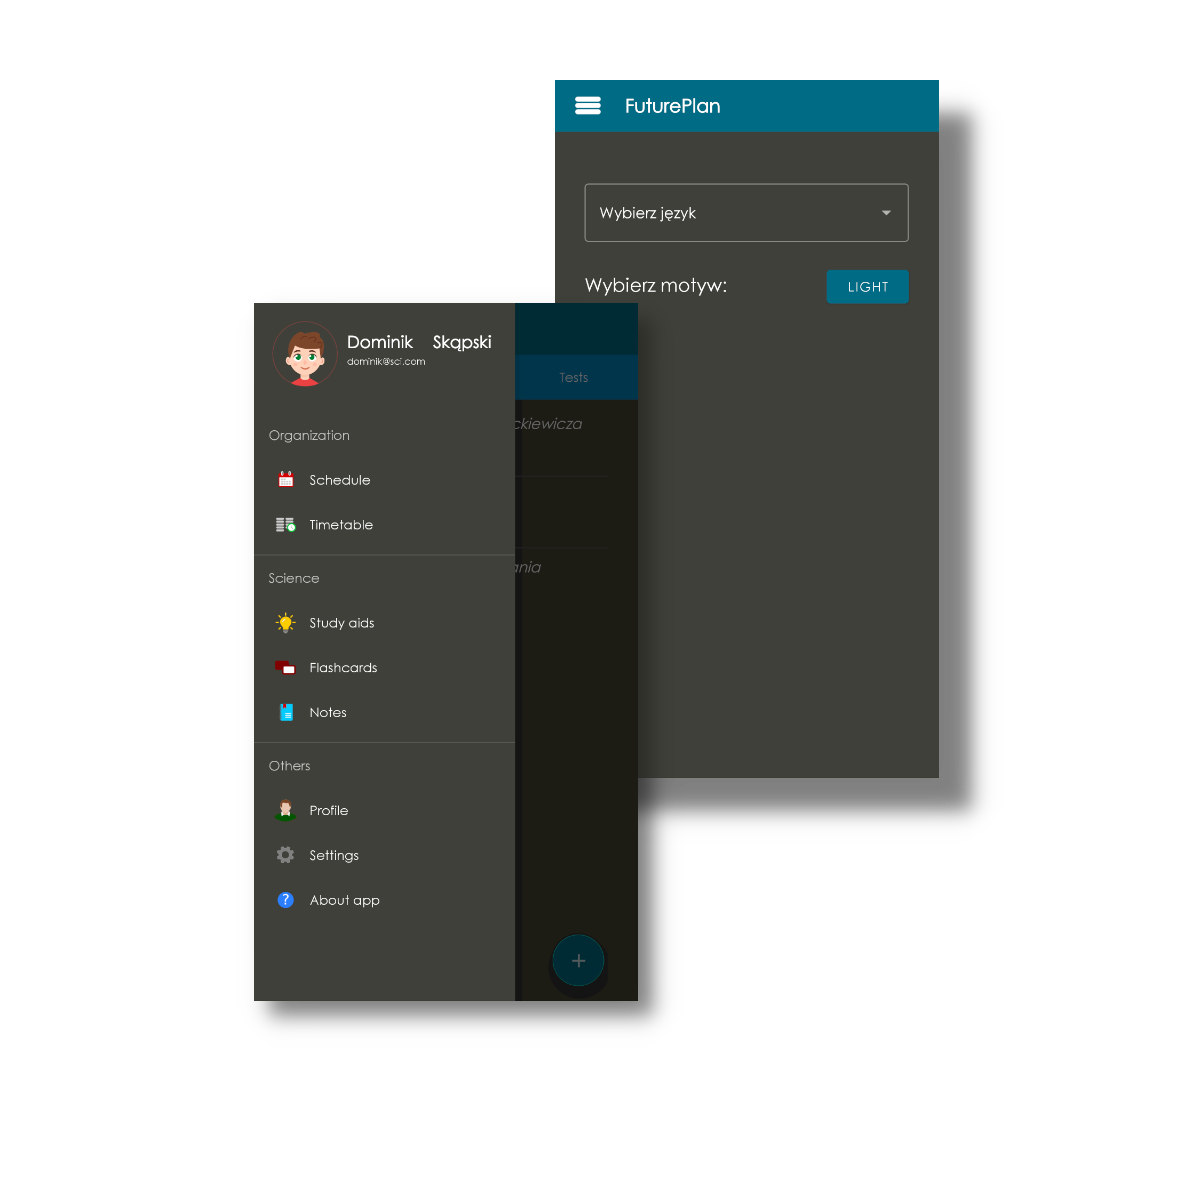 FuturePlan
Wybierz język
Wybierz motyw:
LIGHT
Dominik Skąpski
dominik@sci.com
Organization
Schedule
Timetable
Science
Study aids
Flashcards
Notes
Others
Profile
Settings
? About app
Tests
ckiewicza
ania
+